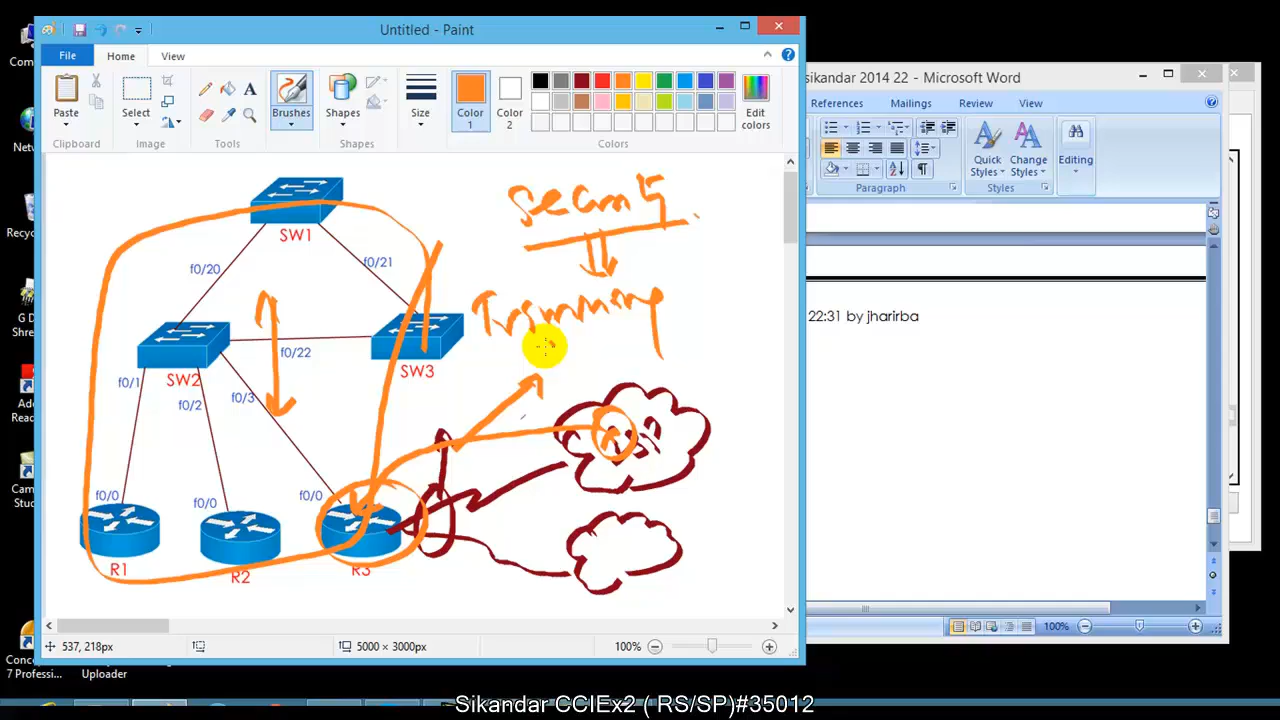 Untitled - Paint
File
Home
View
Paste
Select
Brushes
Shapes
Size
Color
1
Color
2
Edit
colors
Clipboard
Image
Tools
Shapes
Colors
sikandar 2014 22 - Microsoft Word
References
Mailings
Review
View
Quick
Styles
Change
Styles
Editing
Paragraph
Styles
22:31 by jharirba
SW1
f0/20
f0/21
SW2
f0/22
SW3
f0/1
f0/2
f0/3
f0/0
f0/0
f0/0
R1
R2
R3
537, 218px
5000 × 3000px
100%
100%
7 Professi...
Uploader
Sikandar CCIEx2 ( RS/SP)#35012